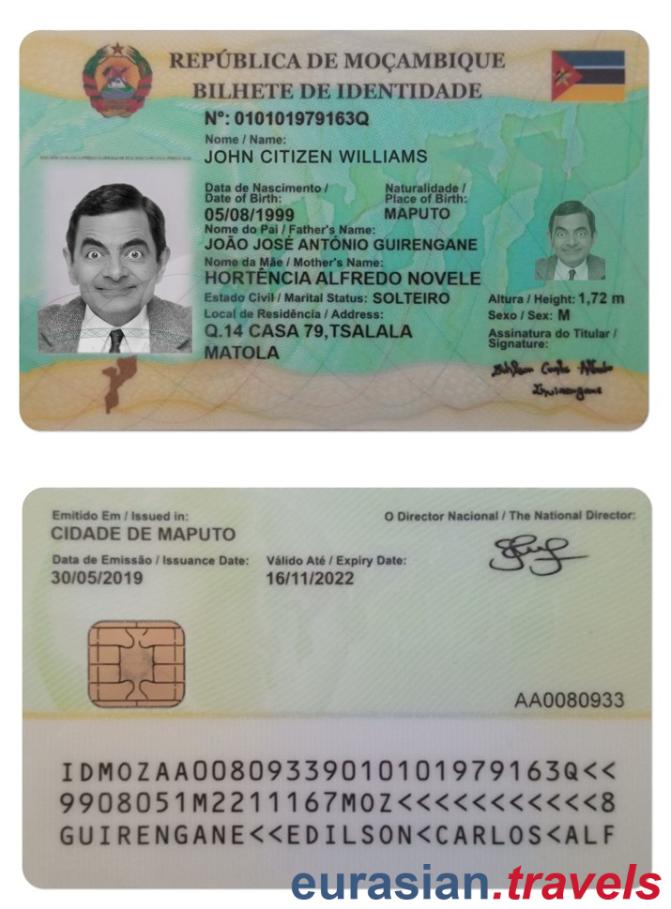 REPÚBLICA DE MOÇAMBIQUE
BILHETE DE IDENTIDADE
Nº: 010101979163Q
Nome / Name:
JOHN CITIZEN WILLIAMS
Data de Nascimento / Naturalidade /
Date of Birth: Place of Birth:
05/08/1999 MAPUTO
Nome do Pai / Father's Name:
JOÃO JOSÉ ANTÓNIO GUIRENGANE
Nome da Mãe / Mother's Name:
HORTÊNCIA ALFREDO NOVELE
Estado Civil / Marital Status: SOLTEIRO Altura / Height: 1,72 m
Local de Residência / Address: Sexo / Sex: M
Q.14 CASA 79,TSALALA Assinatura do Titular /
MATOLA Signature:
Guirengane
Emitido Em / Issued in: O Director Nacional / The National Director:
CIDADE DE MAPUTO
Data de Emissão / Issuance Date: Válido Até / Expiry Date:
30/05/2019 16/11/2022
AA0080933
IDMOZAA00809339010101979163Q<<
9908051M2211167MOZ<<<<<<<<<<<8
GUIRENGANE<<EDILSON<CARLOS<ALF
eurasian.travels